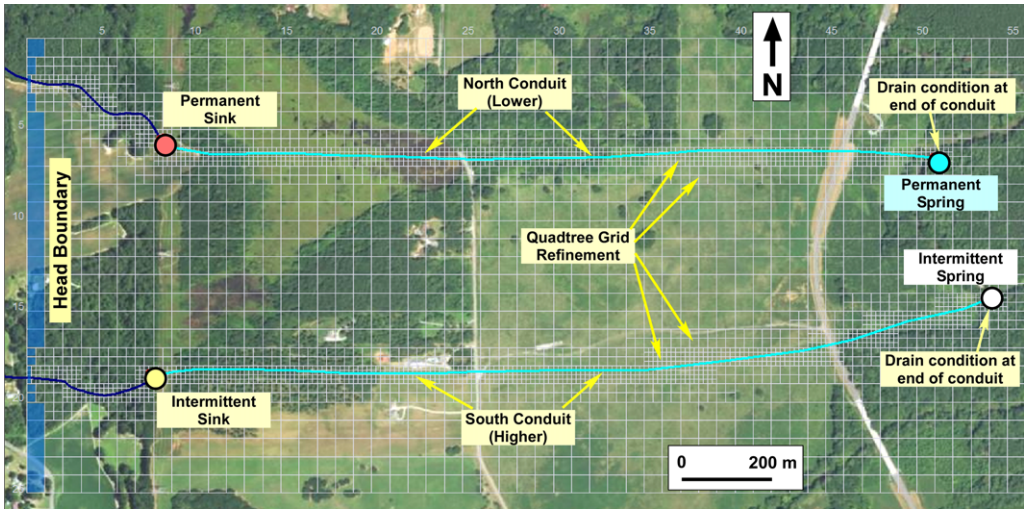 5
10
15
20
25
30
35
40
45
50
55
N
Permanent
Sink
North Conduit
(Lower)
Drain condition at
end of conduit
5
Head Boundary
Permanent
Spring
10
Quadtree Grid
Refinement
Intermittent
Spring
15
Drain condition at
end of conduit
Intermittent
Sink
20
South Conduit
(Higher)
0 200 m